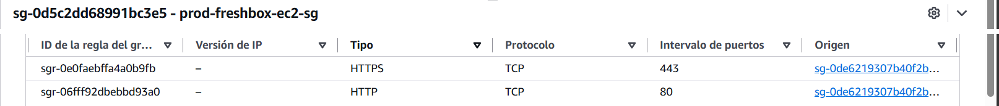 sg-0d5c2dd68991bc3e5 - prod-freshbox-ec2-sg
ID de la regla del gr... Versión de IP Tipo Protocolo Intervalo de puertos Origen
sgr-0e0faebffa4a0b9fb – HTTPS TCP 443 sg-0de6219307b40f2b...
sgr-06fff92dbebbd93a0 – HTTP TCP 80 sg-0de6219307b40f2b...